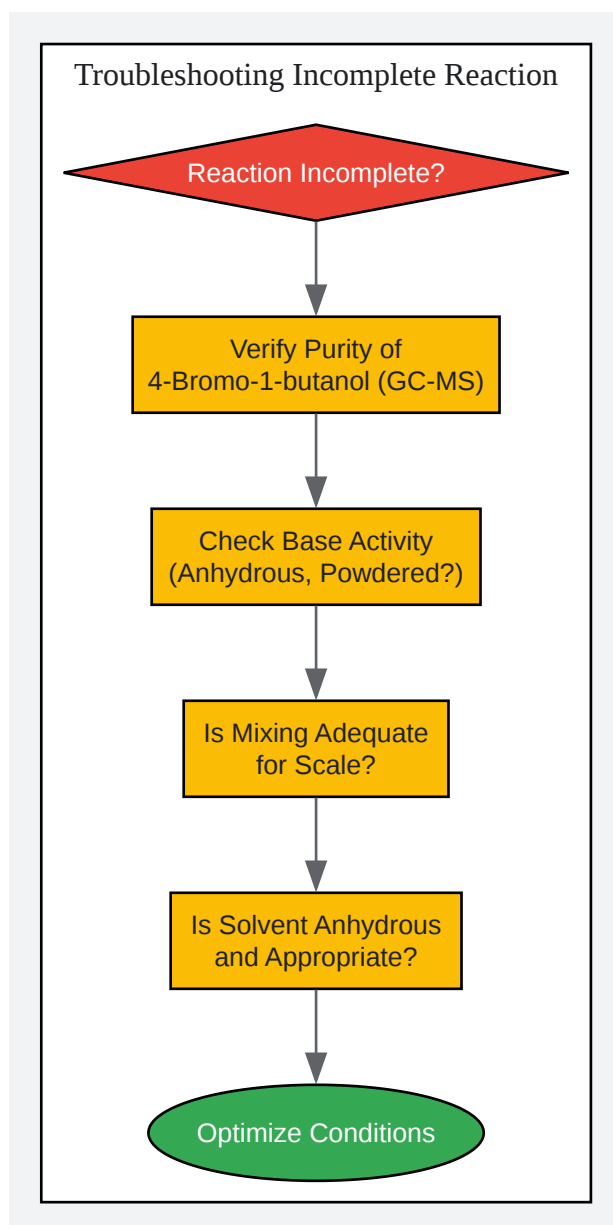 Troubleshooting Incomplete Reaction
Reaction Incomplete?
Verify Purity of
4-Bromo-1-butanol (GC-MS)
Check Base Activity
(Anhydrous, Powdered?)
Is Mixing Adequate
for Scale?
Is Solvent Anhydrous
and Appropriate?
Optimize Conditions